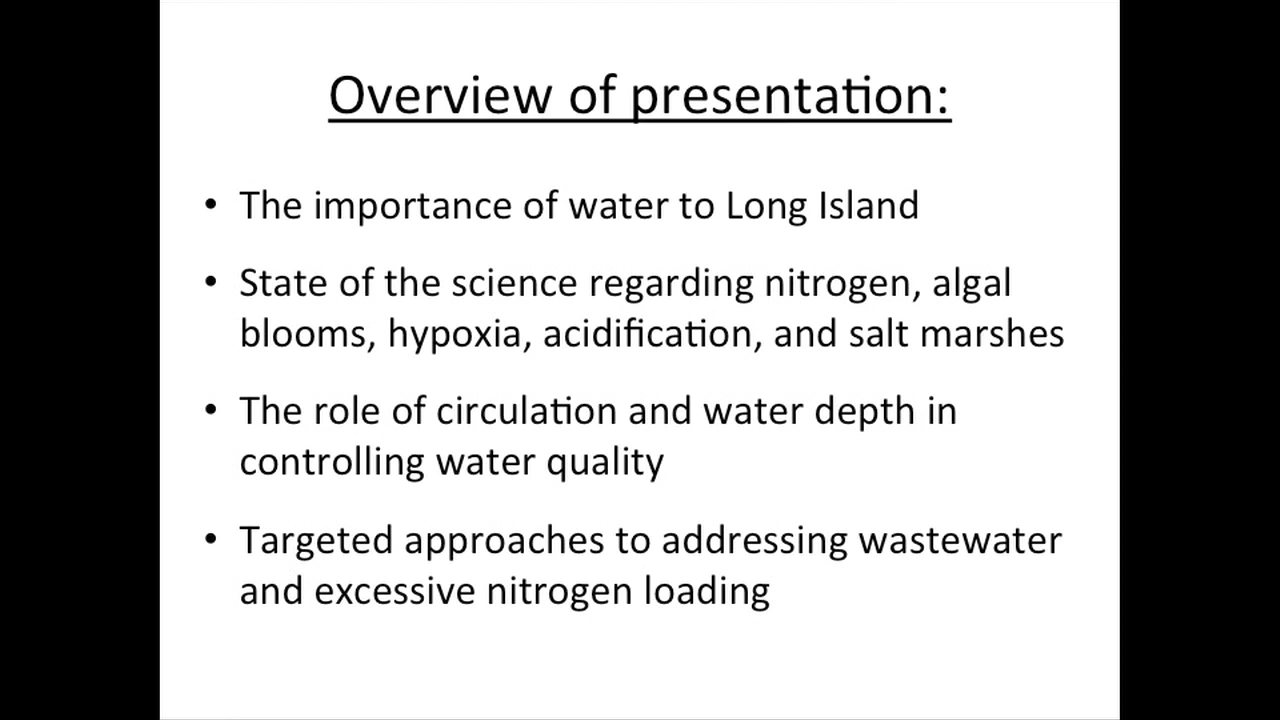 Overview of presentation:
• The importance of water to Long Island
• State of the science regarding nitrogen, algal
blooms, hypoxia, acidification, and salt marshes
• The role of circulation and water depth in
controlling water quality
• Targeted approaches to addressing wastewater
and excessive nitrogen loading